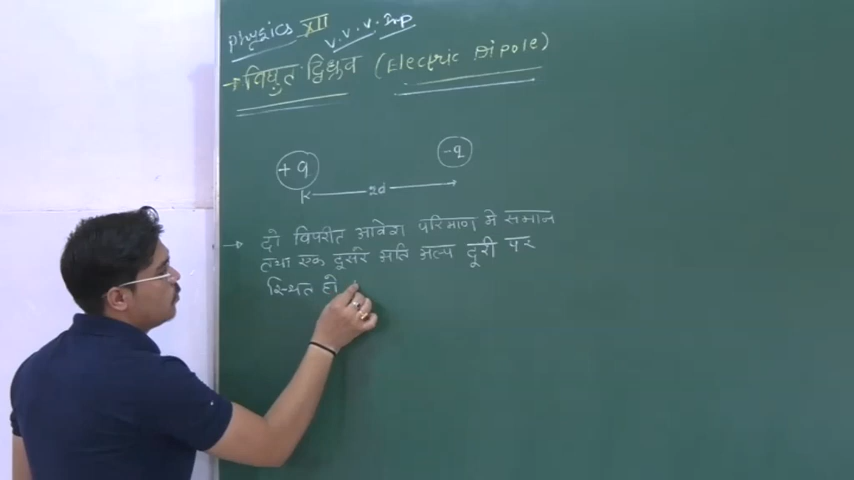 Physics XII
V. V. V. Imp
→ विघुत द्विध्रुव (Electric Dipole)
+q -q
2d
→ दो विपरीत आवेश परिमाण में समान
तथा एक दूसरे अति अल्प दूरी पर
स्थित हो